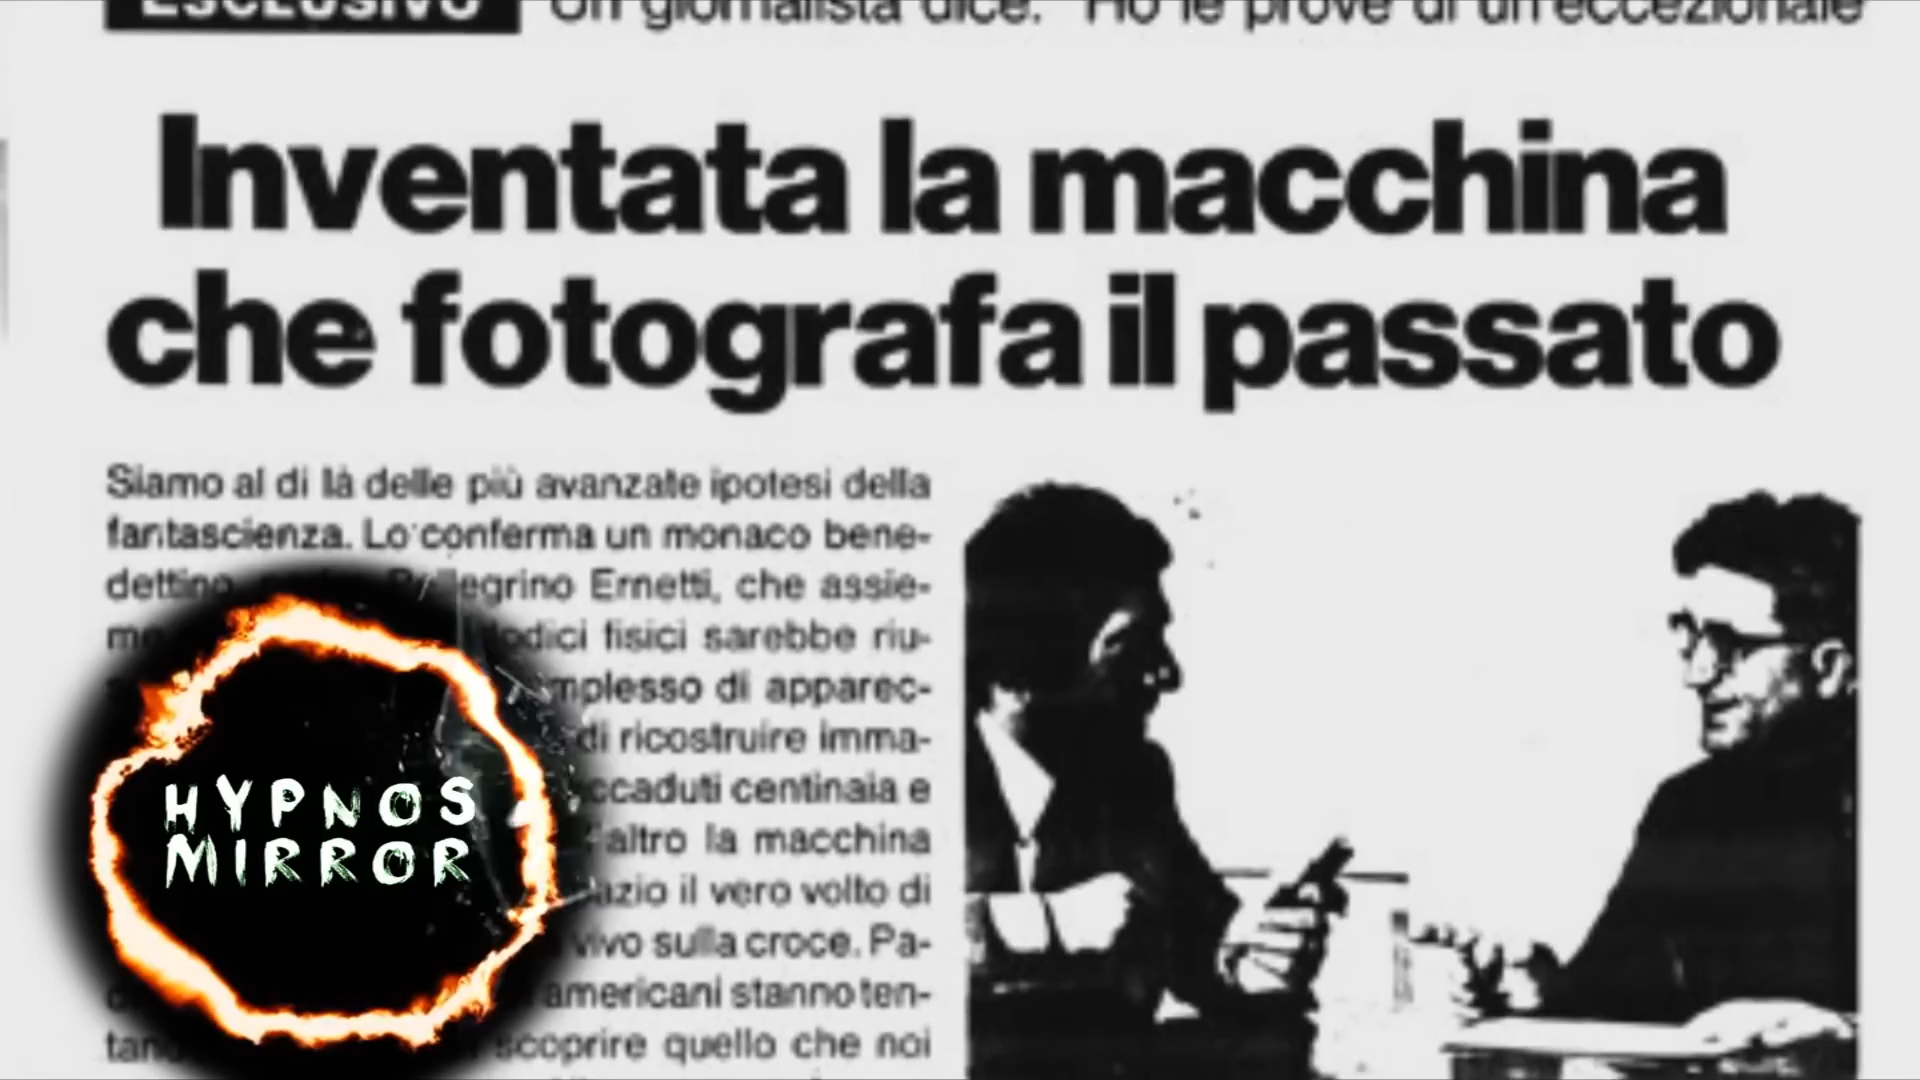 ESCLUSIVO Un giornalista dice: "Ho le prove di un'eccezionale
Inventata la macchina
che fotografa il passato
Siamo al di là delle più avanzate ipotesi della
fantascienza. Lo conferma un monaco bene-
dettino Pellegrino Ernetti, che assie-
dodici fisici sarebbe riu-
di apparec-
di ricostruire imma-
centinaia e
altro la macchina
il vero volto di
vivo sulla croce. Pa-
americani stanno ten-
scoprire quello che noi
HYPNOS
MIRROR